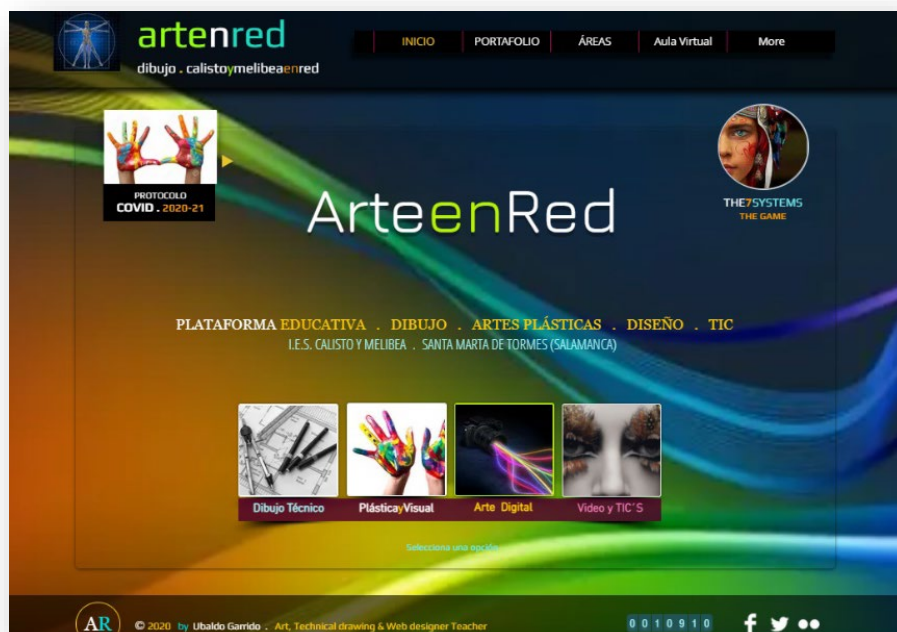 artenred
dibujo . calistoymelibeaenred
INICIO PORTAFOLIO ÁREAS Aula Virtual More
PROTOCOLO
COVID . 2020-21
THE7SYSTEMS
THE GAME
ArteenRed
PLATAFORMA EDUCATIVA . DIBUJO . ARTES PLÁSTICAS . DISEÑO . TIC
I.E.S. CALISTO Y MELIBEA . SANTA MARTA DE TORMES (SALAMANCA)
Dibujo Técnico PlásticayVisual Arte Digital Video y TIC´S
Selecciona una opción
AR © 2020 by Ubaldo Garrido . Art, Technical drawing & Web designer Teacher 0010910